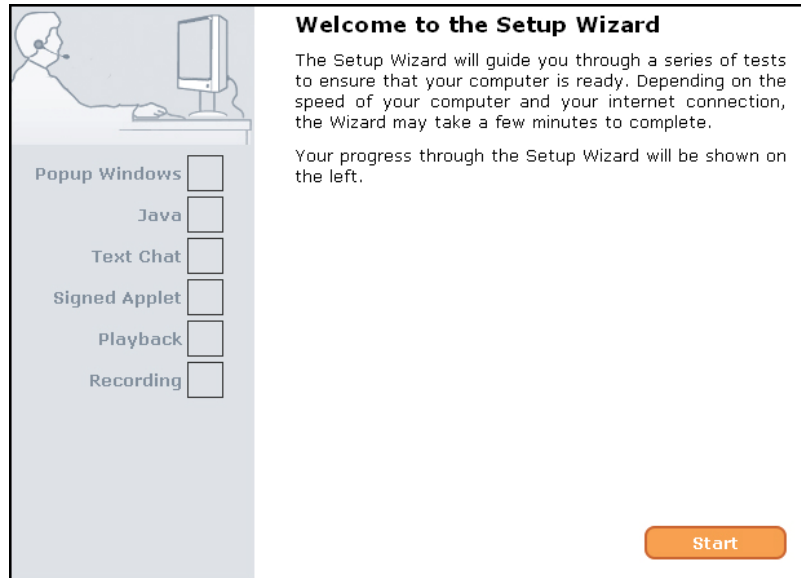 Welcome to the Setup Wizard
The Setup Wizard will guide you through a series of tests
to ensure that your computer is ready. Depending on the
speed of your computer and your internet connection,
the Wizard may take a few minutes to complete.
Your progress through the Setup Wizard will be shown on
the left.
Popup Windows
Java
Text Chat
Signed Applet
Playback
Recording
Start